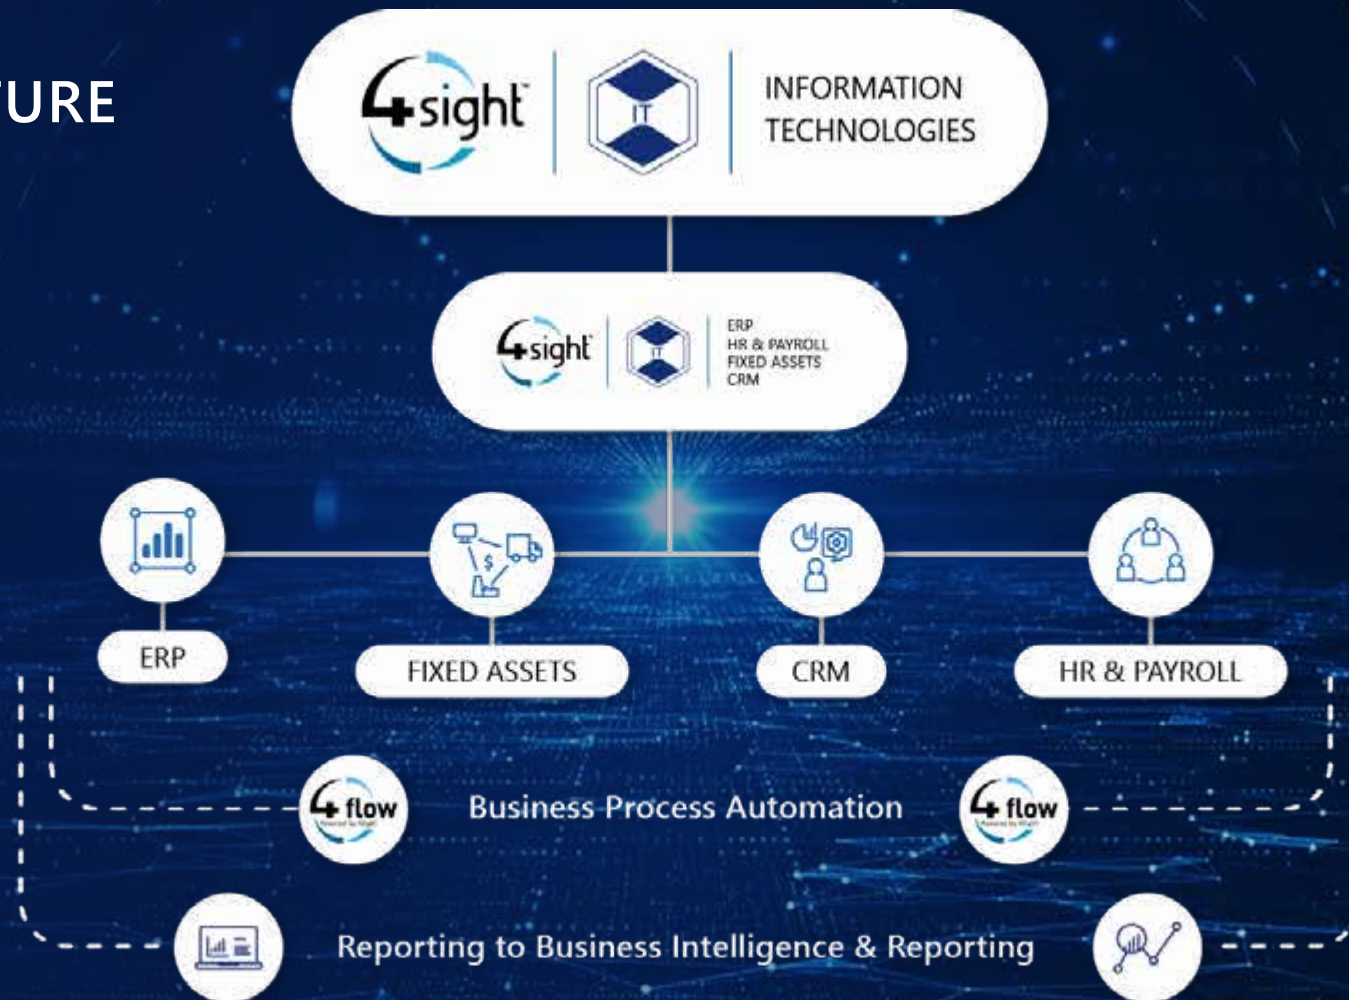 TURE
4sight™
IT
INFORMATION
TECHNOLOGIES
4sight
IT
ERP
HR & PAYROLL
FIXED ASSETS
CRM
$
ERP
FIXED ASSETS
CRM
HR & PAYROLL
4 flow
Business Process Automation
4 flow
Reporting to Business Intelligence & Reporting